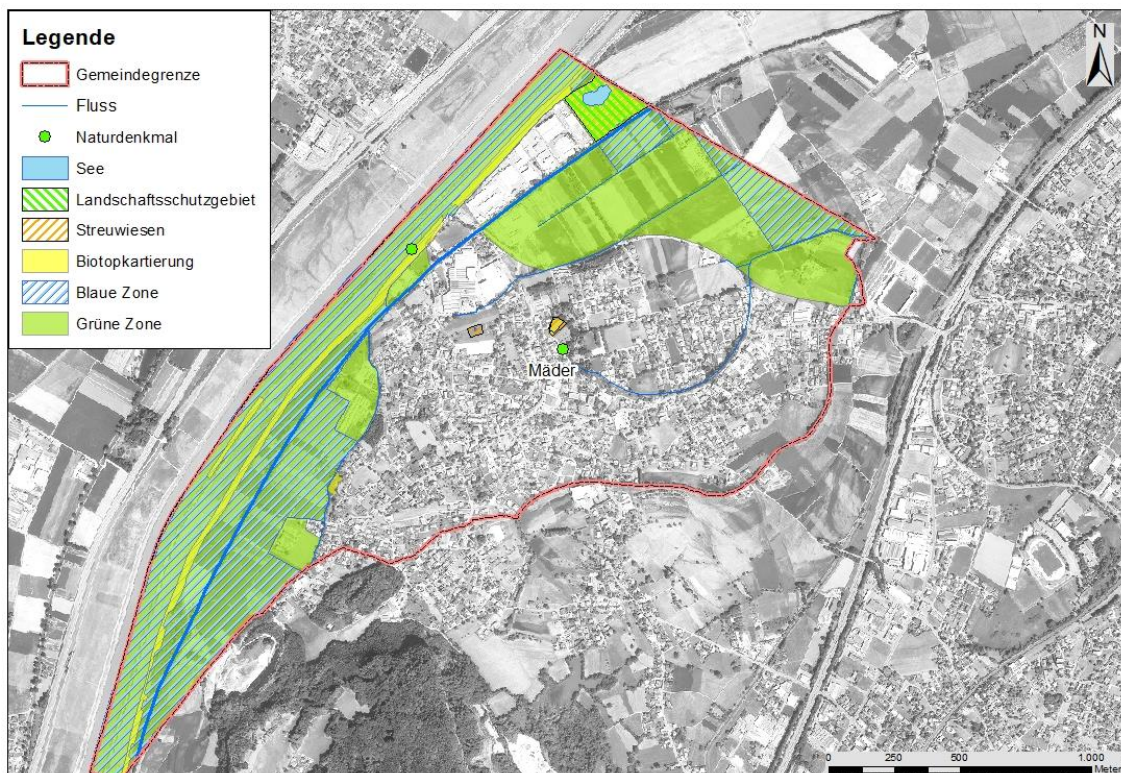 Legende
Gemeindegrenze
Fluss
Naturdenkmal
See
Landschaftsschutzgebiet
Streuwiesen
Biotopkartierung
Blaue Zone
Grüne Zone
N
Mäder
0 250 500 1.000
Meter